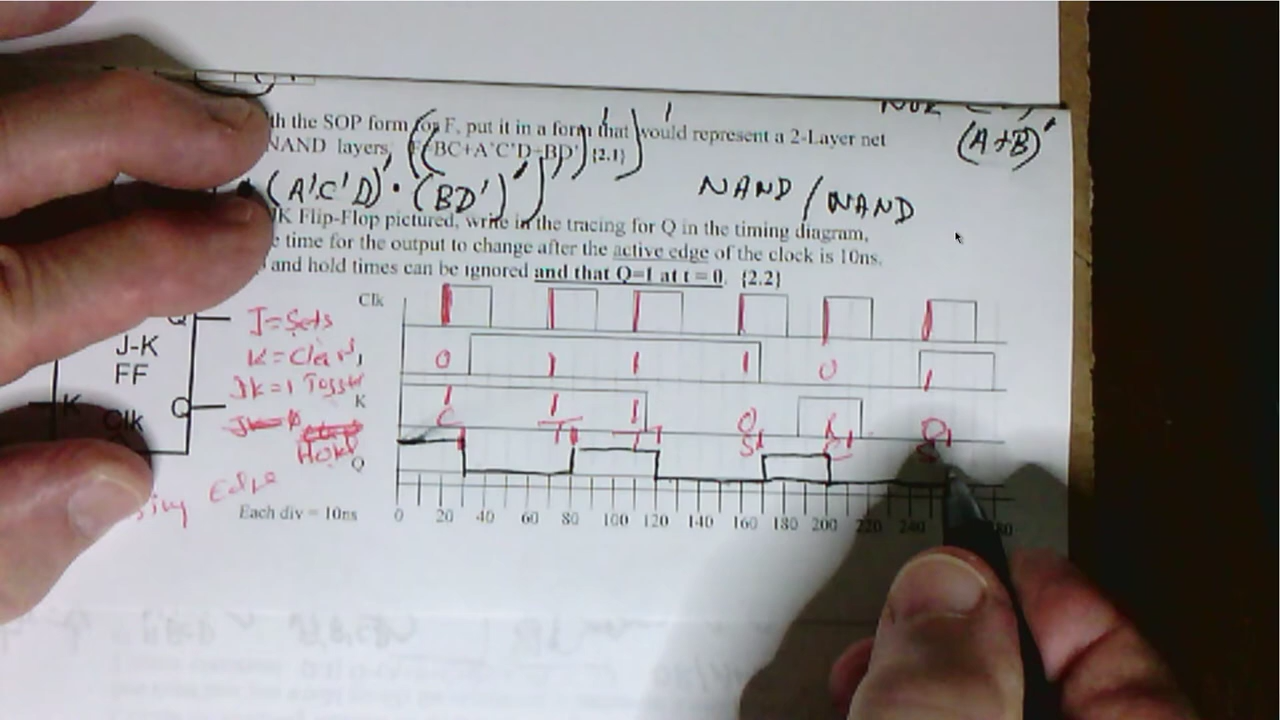 NOR
th the SOP form for F, put it in a form that would represent a 2-Layer net
(A+B)'
NAND layers, F=BC+A'C'D+BD' {2.1}
(A'C'D)' • (BD')'
NAND / NAND
JK Flip-Flop pictured, write in the tracing for Q in the timing diagram,
e time for the output to change after the active edge of the clock is 10ns.
and hold times can be ignored and that Q=1 at t = 0. {2.2}
Clk
J=Sets
K=Clears,
JK=1 Toggle
Hold
J-K
FF
K
Clk
Q
0 1 1 1 0 1
K
1 1 1 0 1 0
C T T S C S
Q
sing Edge
Each div = 10ns
0 20 40 60 80 100 120 140 160 180 200 220 240 80